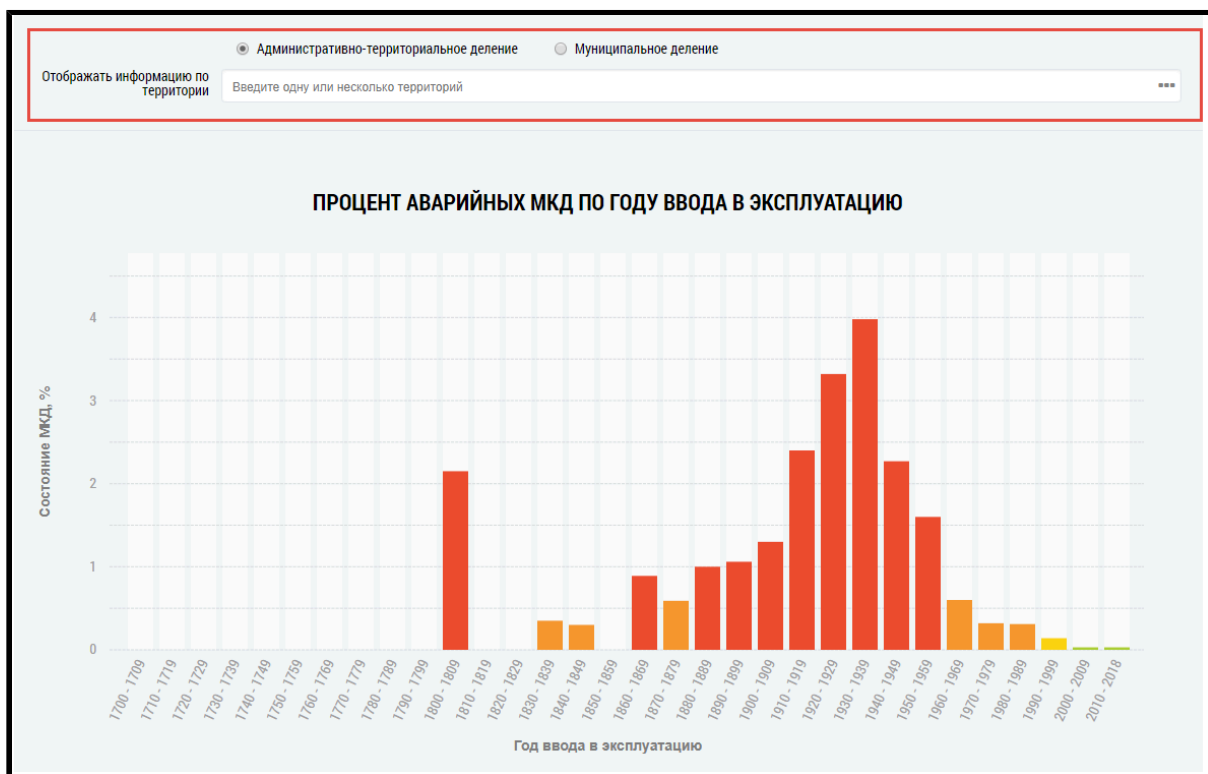 Административно-территориальное деление Муниципальное деление
Отображать информацию по
территории
Введите одну или несколько территорий
ПРОЦЕНТ АВАРИЙНЫХ МКД ПО ГОДУ ВВОДА В ЭКСПЛУАТАЦИЮ
Состояние МКД, %
4
3
2
1
0
1700 - 1709
1710 - 1719
1720 - 1729
1730 - 1739
1740 - 1749
1750 - 1759
1760 - 1769
1770 - 1779
1780 - 1789
1790 - 1799
1800 - 1809
1810 - 1819
1820 - 1829
1830 - 1839
1840 - 1849
1850 - 1859
1860 - 1869
1870 - 1879
1880 - 1889
1890 - 1899
1900 - 1909
1910 - 1919
1920 - 1929
1930 - 1939
1940 - 1949
1950 - 1959
1960 - 1969
1970 - 1979
1980 - 1989
1990 - 1999
2000 - 2009
2010 - 2018
Год ввода в эксплуатацию